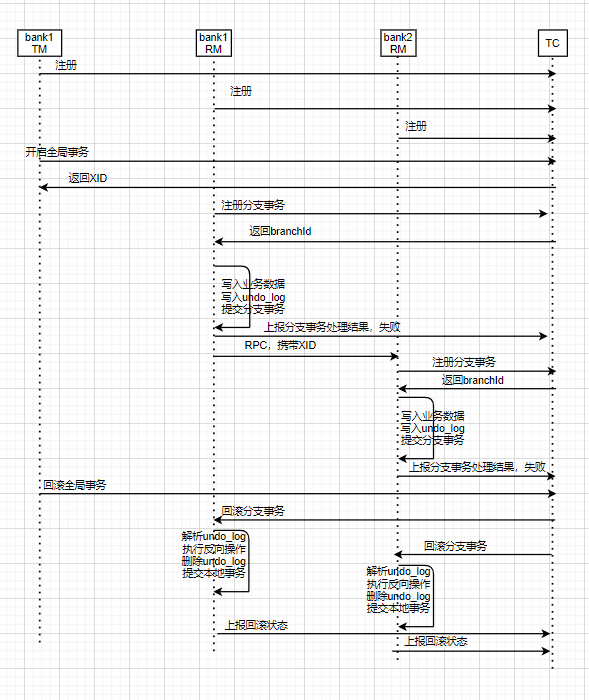 bank1
TM
bank1
RM
bank2
RM
TC
注册
注册
注册
开启全局事务
返回XID
注册分支事务
返回branchId
写入业务数据
写入undo_log
提交分支事务
上报分支事务处理结果，失败
RPC，携带XID
注册分支事务
返回branchId
写入业务数据
写入undo_log
提交分支事务
上报分支事务处理结果，失败
回滚全局事务
回滚分支事务
解析undo_log
执行反向操作
删除undo_log
提交本地事务
回滚分支事务
解析undo_log
执行反向操作
删除undo_log
提交本地事务
上报回滚状态
上报回滚状态